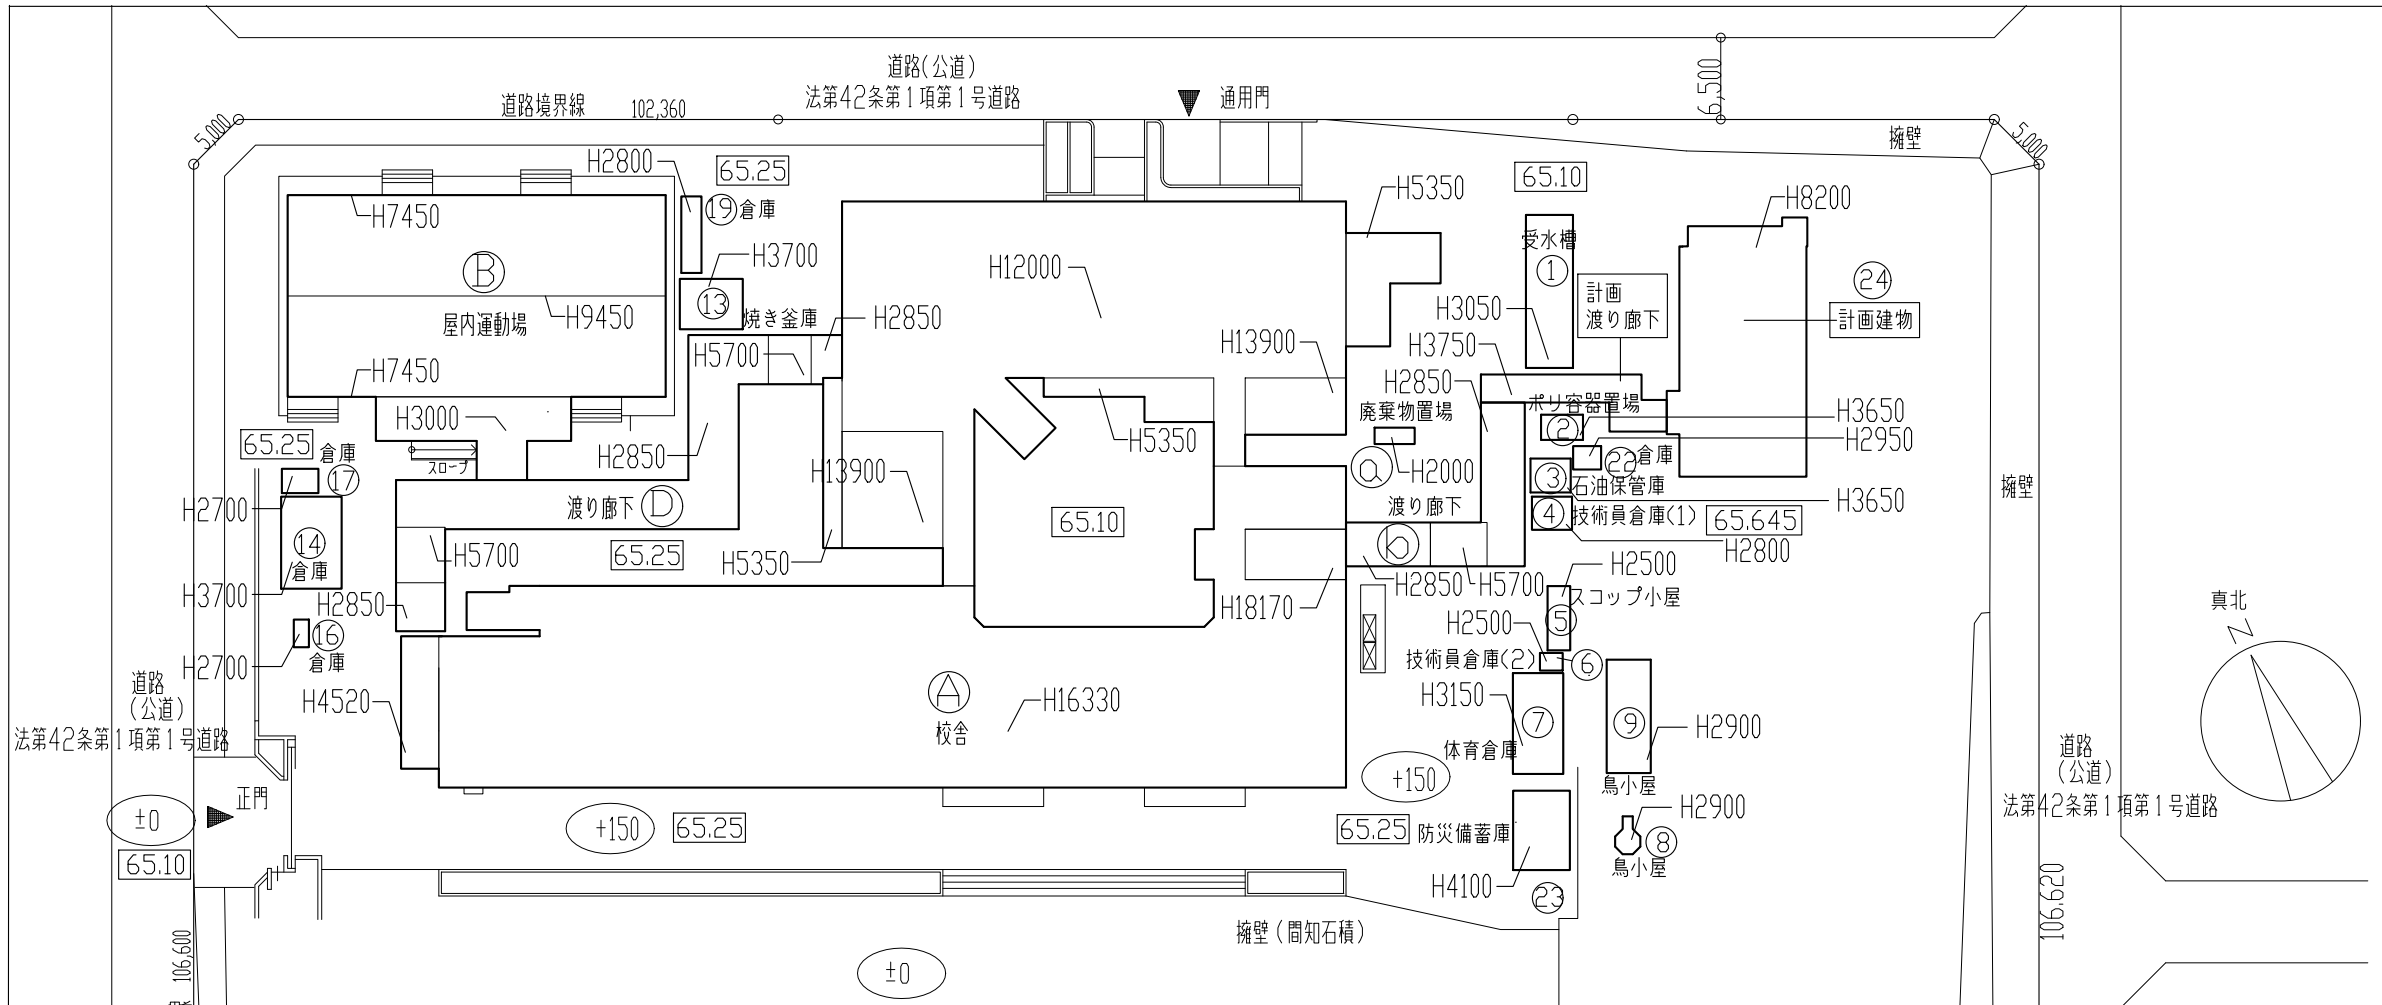 道路(公道)
法第42条第1項第1号道路
道路境界線
102,360
通用門
6,500
5,000
5,000
擁壁
H2800
65.25
⑲倉庫
H7450
B
屋内運動場
H9450
H7450
H3000
H3700
⑬
焼き釜庫
H2850
H5700
H12000
H5350
65.10
受水槽
①
H3050
計画
渡り廊下
H8200
㉔
計画建物
H13900
H3750
H2850
廃棄物置場
ポリ容器置場
②
H3650
H2950
㉒倉庫
H5350
H2000
③
石油保管庫
H3650
④
技術員倉庫(1)
65.645
H2800
65.25
倉庫
⑰
スロープ
H2850
H13900
H2700
渡り廊下
D
65.10
渡り廊下
⑭
倉庫
H5700
65.25
H5350
H2850
H5700
H2500
スコップ小屋
⑤
H3700
H2850
H18170
H2500
⑯
倉庫
H2700
技術員倉庫(2)
⑥
H4520
A
校舎
H16330
H3150
⑦
体育倉庫
⑨
H2900
鳥小屋
擁壁
真北
N
道路
(公道)
法第42条第1項第1号道路
道路
(公道)
法第42条第1項第1号道路
+150
正門
±0
65.10
+150
65.25
65.25
防災備蓄庫
H2900
⑧
鳥小屋
H4100
㉓
擁壁(間知石積)
±0
106,600
106.620